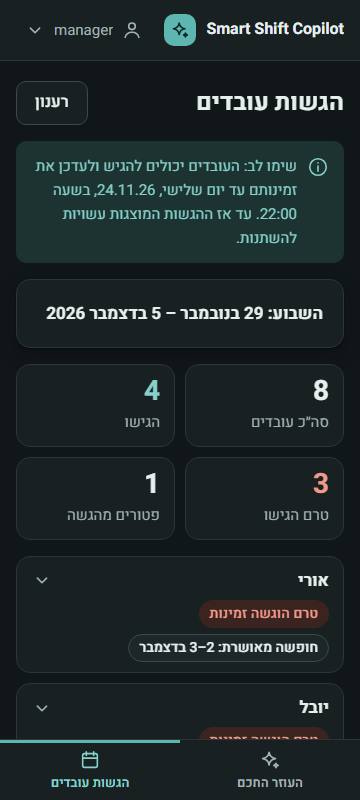 Smart Shift Copilot
manager
הגשות עובדים
רענון
שימו לב: העובדים יכולים להגיש ולעדכן את
זמינותם עד יום שלישי, 24.11.26, בשעה
22:00. עד אז ההגשות המוצגות עשויות
להשתנות.
השבוע: 29 בנובמבר – 5 בדצמבר 2026
8
סה״כ עובדים
4
הגישו
3
טרם הגישו
1
פטורים מהגשה
אורי
טרם הוגשה זמינות
חופשה מאושרת: 2–3 בדצמבר
יובל
טרם הוגשה זמינות
העוזר החכם
הגשות עובדים